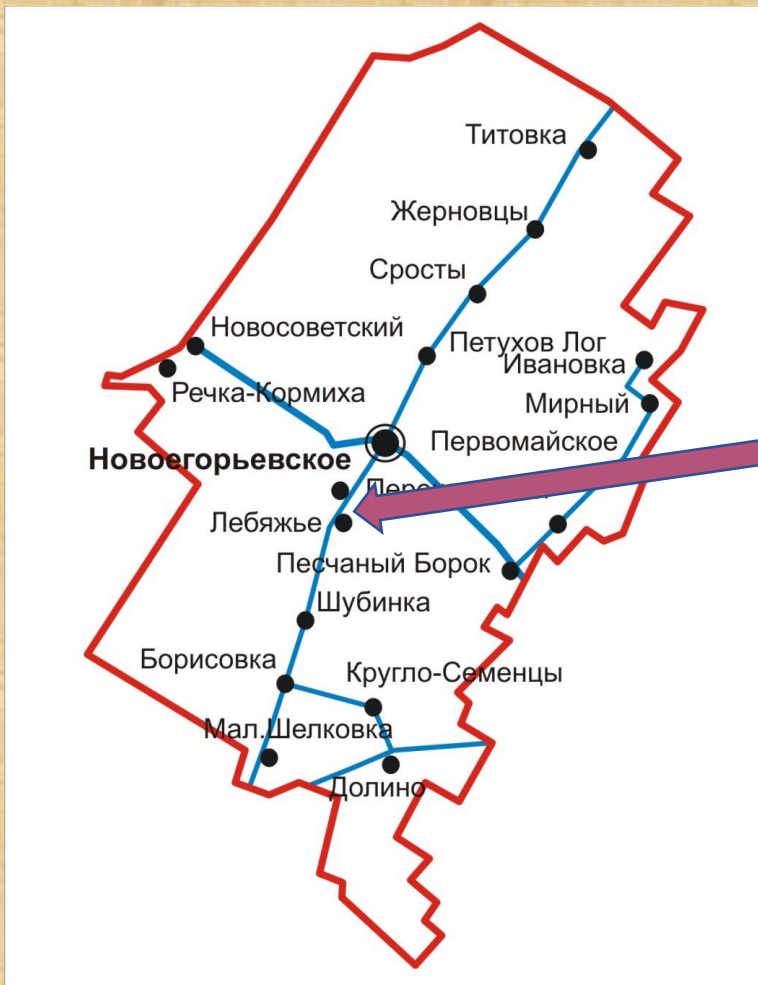 Титовка
Жерновцы
Сросты
Новосоветский
Петухов Лог
Ивановка
Речка-Кормиха
Мирный
Первомайское
Новоегорьевское
Лебяжье
Песчаный Борок
Шубинка
Борисовка
Кругло-Семенцы
Мал.Шелковка
Долино